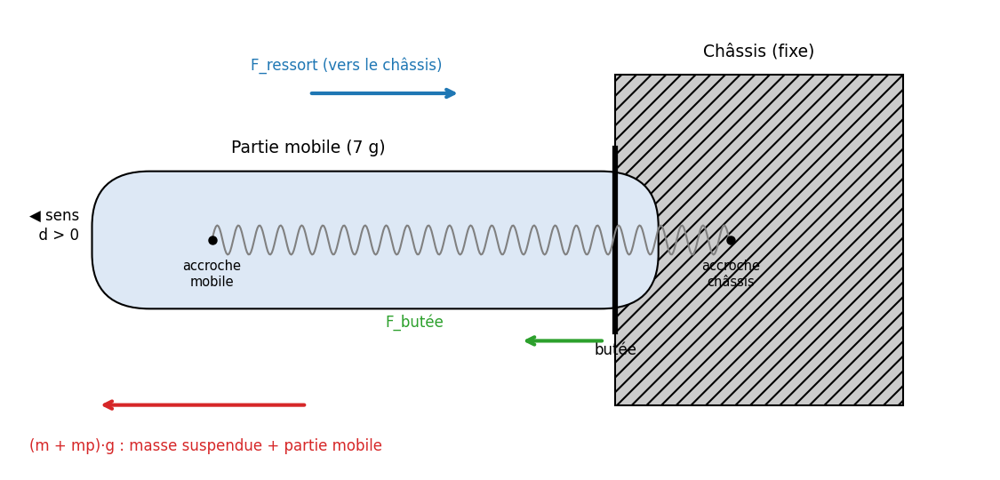 Châssis (fixe)
F_ressort (vers le châssis)
Partie mobile (7 g)
◀ sens
d > 0
accroche
mobile
accroche
châssis
F_butée
butée
(m + mp)·g : masse suspendue + partie mobile